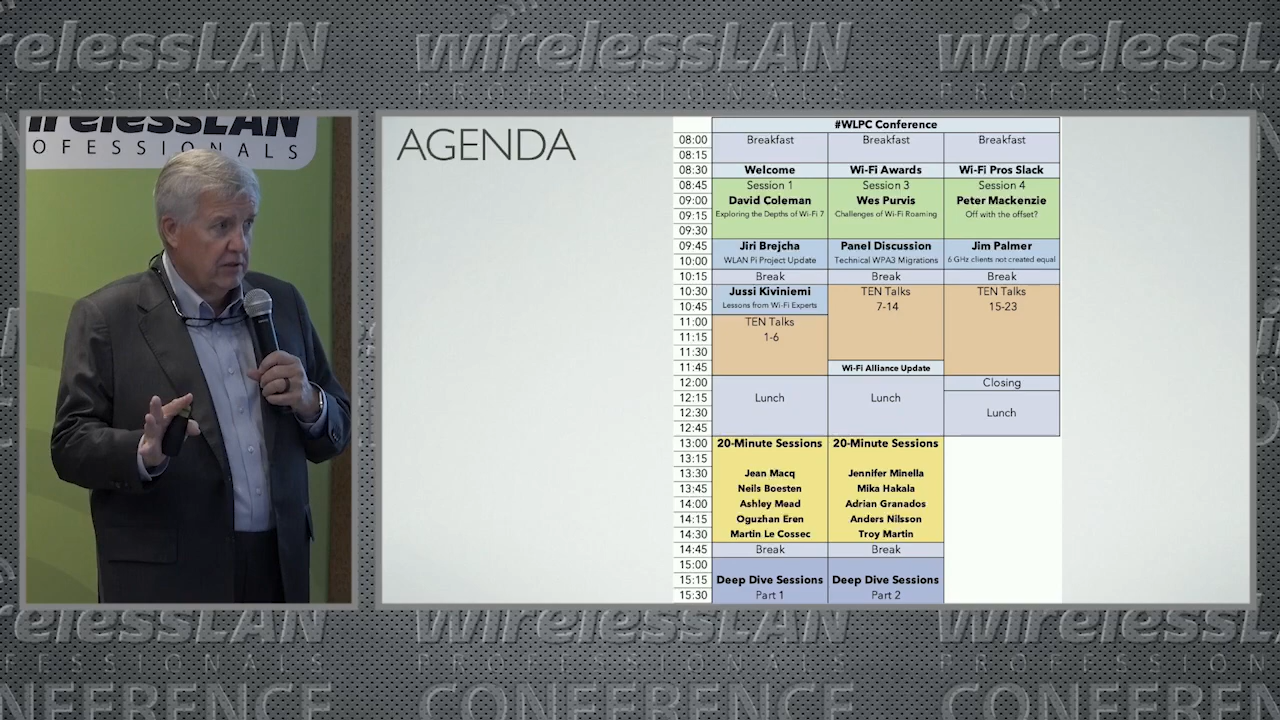 wirelessLAN
PROFESSIONALS
wirelessLAN
OFESSIONALS
AGENDA
#WLPC Conference
08:00 Breakfast Breakfast Breakfast
08:15
08:30 Welcome Wi-Fi Awards Wi-Fi Pros Slack
08:45 Session 1 Session 3 Session 4
09:00 David Coleman Wes Purvis Peter Mackenzie
09:15 Exploring the Depths of Wi-Fi 7 Challenges of Wi-Fi Roaming Off with the offset?
09:30
09:45 Jiri Brejcha Panel Discussion Jim Palmer
10:00 WLAN Pi Project Update Technical WPA3 Migrations 6 GHz clients not created equal
10:15 Break Break Break
10:30 Jussi Kiviniemi TEN Talks TEN Talks
10:45 Lessons from Wi-Fi Experts 7-14 15-23
11:00 TEN Talks
11:15 1-6
11:30
11:45 Wi-Fi Alliance Update
12:00 Closing
12:15 Lunch Lunch
12:30 Lunch
12:45
13:00 20-Minute Sessions 20-Minute Sessions
13:15
13:30 Jean Macq Jennifer Minella
13:45 Neils Boesten Mika Hakala
14:00 Ashley Mead Adrian Granados
14:15 Oguzhan Eren Anders Nilsson
14:30 Martin Le Cossec Troy Martin
14:45 Break Break
15:00
15:15 Deep Dive Sessions Deep Dive Sessions
15:30 Part 1 Part 2
elessLAN wirelessLAN wirelessLA
OFESSIONALS PROFESSIONALS PROFESSION
CONFERENCE CONFERENCE